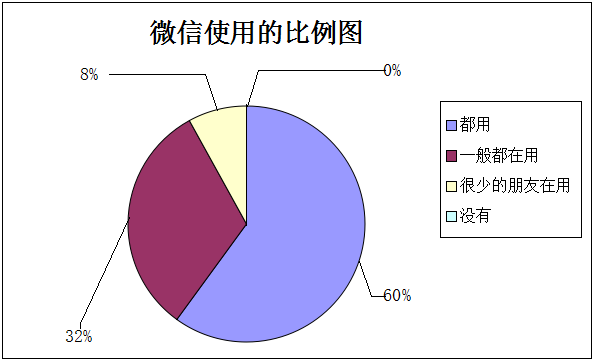 微信使用的比例图
8%
0%
都用
一般都在用
很少的朋友在用
没有
60%
32%